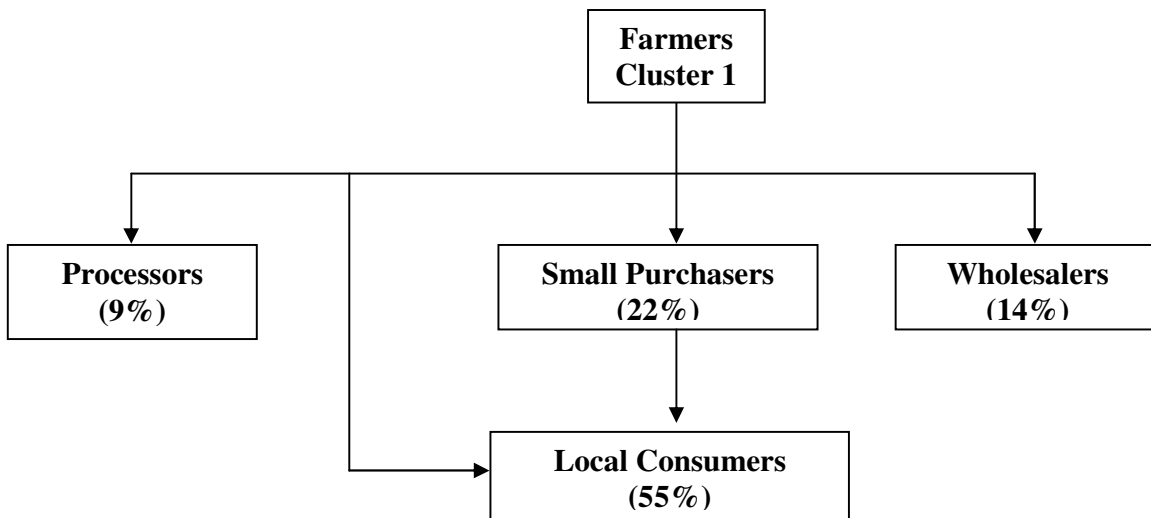 Farmers
Cluster 1
Processors
(9%)
Small Purchasers
(22%)
Wholesalers
(14%)
Local Consumers
(55%)